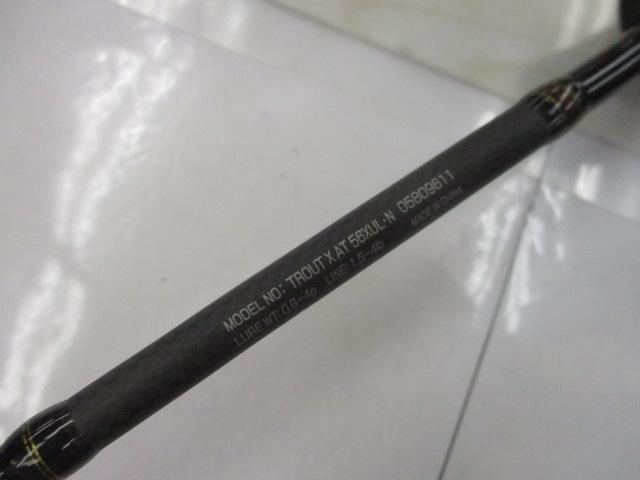 MODEL NO: TROUT X AT 56XUL-N 05809611
LURE WT: 0.8-4g LINE: 1.5-4lb MADE IN CHINA